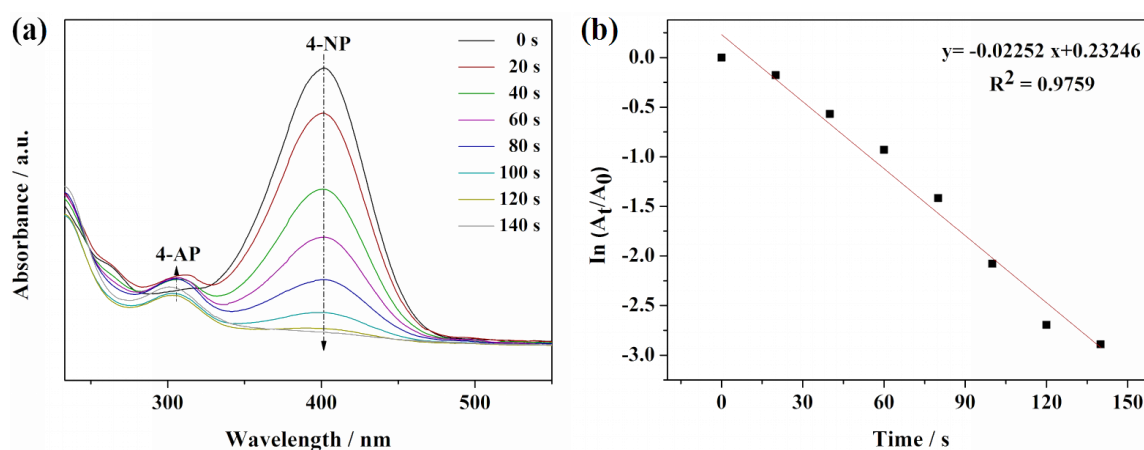 (a)
4-NP
0 s
20 s
40 s
60 s
80 s
100 s
120 s
140 s
4-AP
Absorbance / a.u.
300 400 500
Wavelength / nm
(b)
y= -0.02252 x+0.23246
R² = 0.9759
0.0
-0.5
-1.0
-1.5
-2.0
-2.5
-3.0
In (At/A0)
0 30 60 90 120 150
Time / s